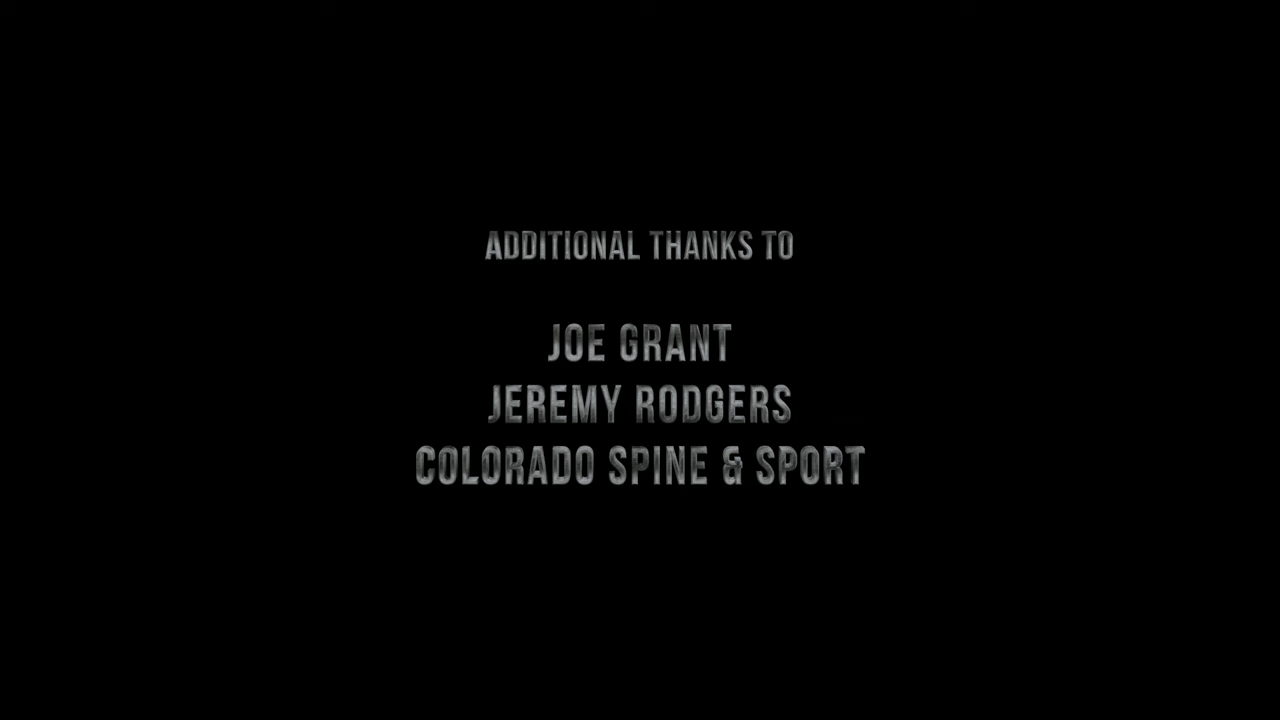 ADDITIONAL THANKS TO
JOE GRANT
JEREMY RODGERS
COLORADO SPINE & SPORT